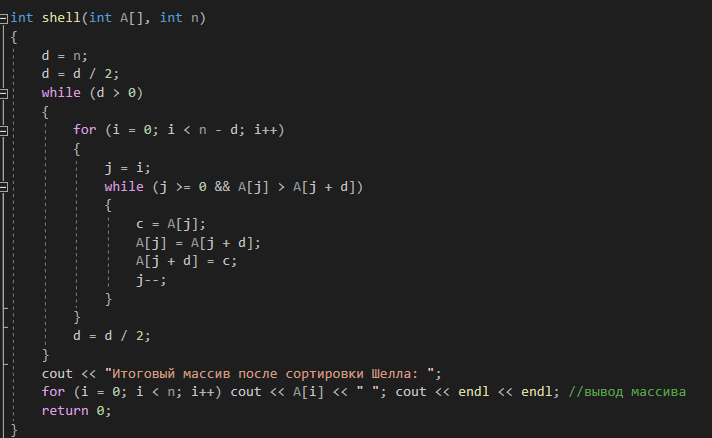 int shell(int A[], int n)
{
d = n;
d = d / 2;
while (d > 0)
{
for (i = 0; i < n - d; i++)
{
j = i;
while (j >= 0 && A[j] > A[j + d])
{
c = A[j];
A[j] = A[j + d];
A[j + d] = c;
j--;
}
}
d = d / 2;
}
cout << "Итоговый массив после сортировки Шелла: ";
for (i = 0; i < n; i++) cout << A[i] << " "; cout << endl << endl; //вывод массива
return 0;
}